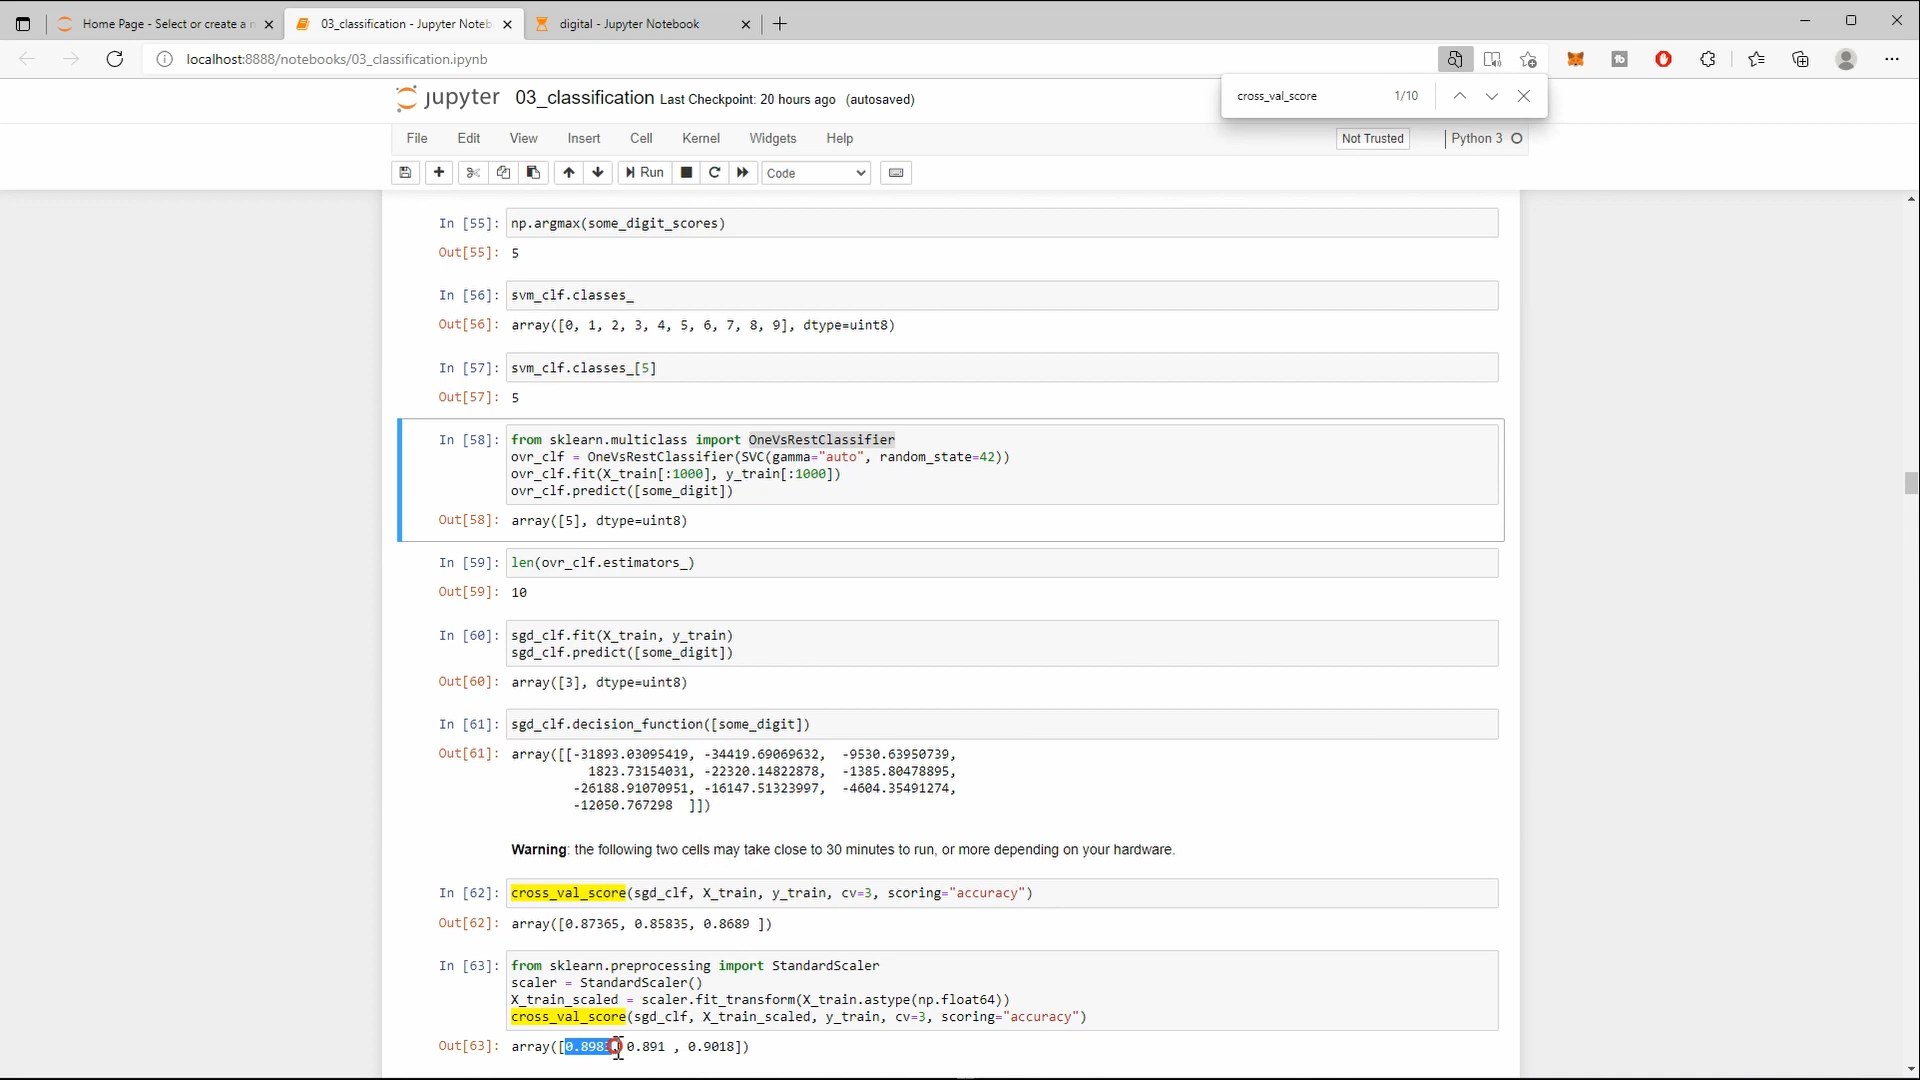 Home Page - Select or create a n
03_classification - Jupyter Noteb
digital - Jupyter Notebook
localhost:8888/notebooks/03_classification.ipynb
cross_val_score 1/10
jupyter 03_classification Last Checkpoint: 20 hours ago (autosaved)
File Edit View Insert Cell Kernel Widgets Help
Not Trusted Python 3
Run Code
In [55]: np.argmax(some_digit_scores)
Out[55]: 5
In [56]: svm_clf.classes_
Out[56]: array([0, 1, 2, 3, 4, 5, 6, 7, 8, 9], dtype=uint8)
In [57]: svm_clf.classes_[5]
Out[57]: 5
In [58]: from sklearn.multiclass import OneVsRestClassifier
ovr_clf = OneVsRestClassifier(SVC(gamma="auto", random_state=42))
ovr_clf.fit(X_train[:1000], y_train[:1000])
ovr_clf.predict([some_digit])
Out[58]: array([5], dtype=uint8)
In [59]: len(ovr_clf.estimators_)
Out[59]: 10
In [60]: sgd_clf.fit(X_train, y_train)
sgd_clf.predict([some_digit])
Out[60]: array([3], dtype=uint8)
In [61]: sgd_clf.decision_function([some_digit])
Out[61]: array([[-31893.03095419, -34419.69069632, -9530.63950739,
1823.73154031, -22320.14822878, -1385.80478895,
-26188.91070951, -16147.51323997, -4604.35491274,
-12050.767298 ]])
Warning: the following two cells may take close to 30 minutes to run, or more depending on your hardware.
In [62]: cross_val_score(sgd_clf, X_train, y_train, cv=3, scoring="accuracy")
Out[62]: array([0.87365, 0.85835, 0.8689 ])
In [63]: from sklearn.preprocessing import StandardScaler
scaler = StandardScaler()
X_train_scaled = scaler.fit_transform(X_train.astype(np.float64))
cross_val_score(sgd_clf, X_train_scaled, y_train, cv=3, scoring="accuracy")
Out[63]: array([ 0.891 , 0.9018])